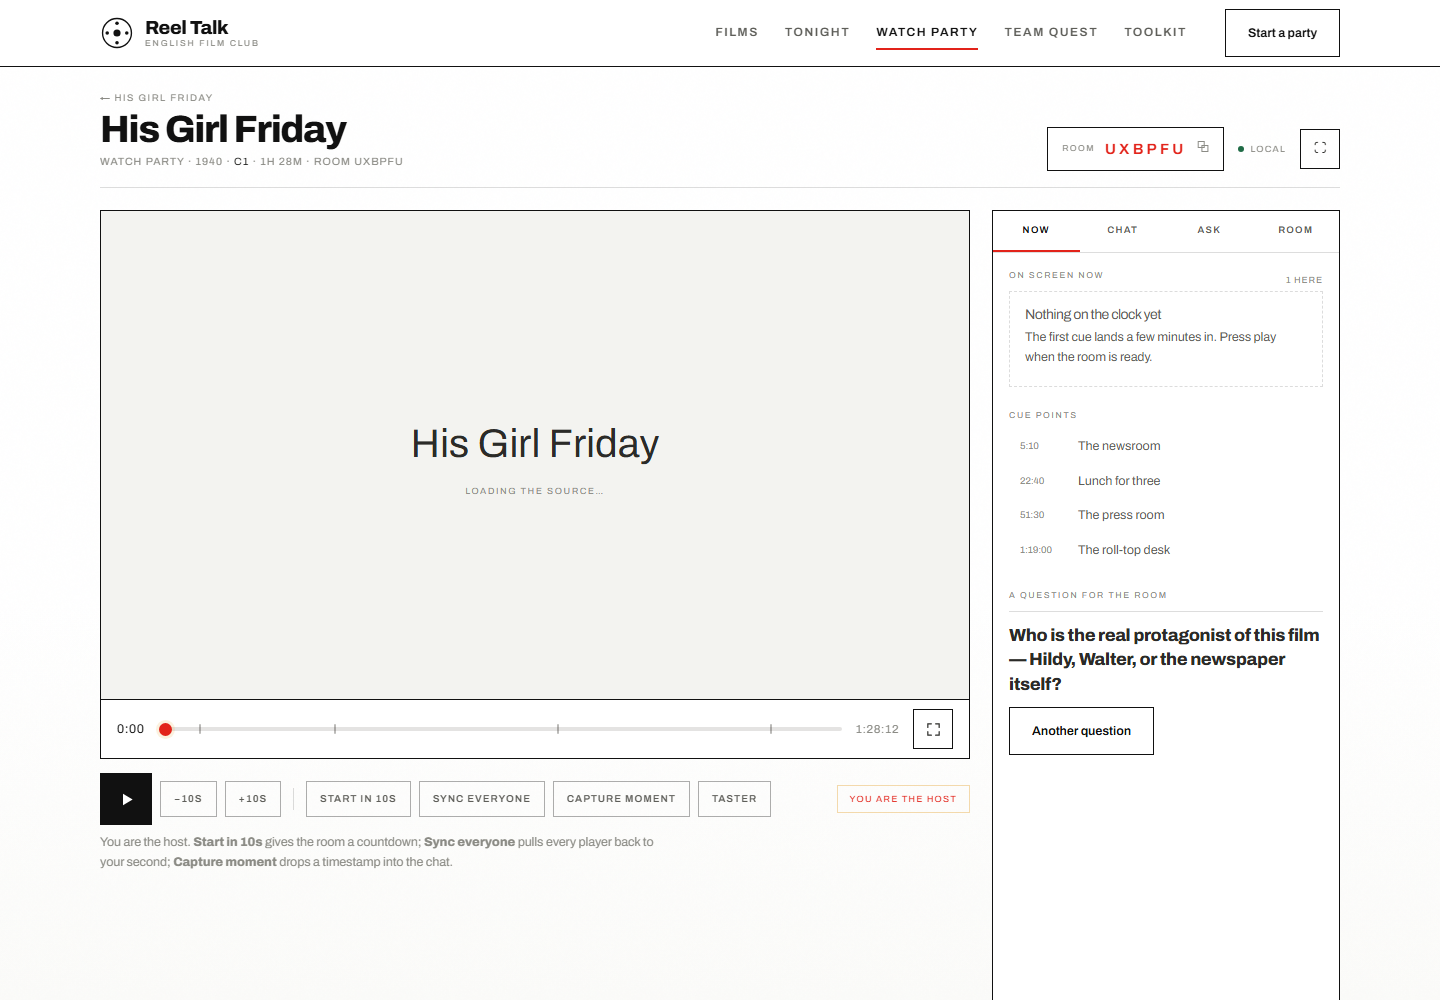 Reel Talk
ENGLISH FILM CLUB
FILMS
TONIGHT
WATCH PARTY
TEAM QUEST
TOOLKIT
Start a party
← HIS GIRL FRIDAY
His Girl Friday
WATCH PARTY · 1940 · C1 · 1H 28M · ROOM UXBPFU
ROOM UXBPFU
LOCAL
His Girl Friday
LOADING THE SOURCE…
0:00
1:28:12
−10S
+10S
START IN 10S
SYNC EVERYONE
CAPTURE MOMENT
TASTER
YOU ARE THE HOST
You are the host. Start in 10s gives the room a countdown; Sync everyone pulls every player back to
your second; Capture moment drops a timestamp into the chat.
NOW
CHAT
ASK
ROOM
ON SCREEN NOW
1 HERE
Nothing on the clock yet
The first cue lands a few minutes in. Press play
when the room is ready.
CUE POINTS
5:10 The newsroom
22:40 Lunch for three
51:30 The press room
1:19:00 The roll-top desk
A QUESTION FOR THE ROOM
Who is the real protagonist of this film
— Hildy, Walter, or the newspaper
itself?
Another question